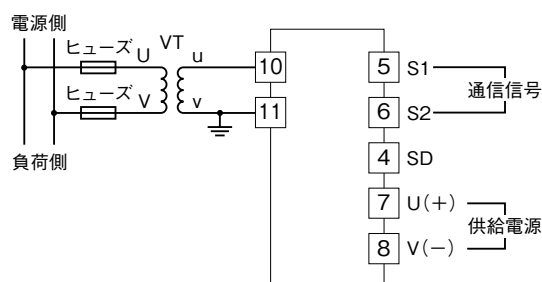 電源側
ヒューズ U VT u
ヒューズ V v
負荷側
10
11
5 S1
6 S2
通信信号
4 SD
7 U(+)
8 V(−)
供給電源